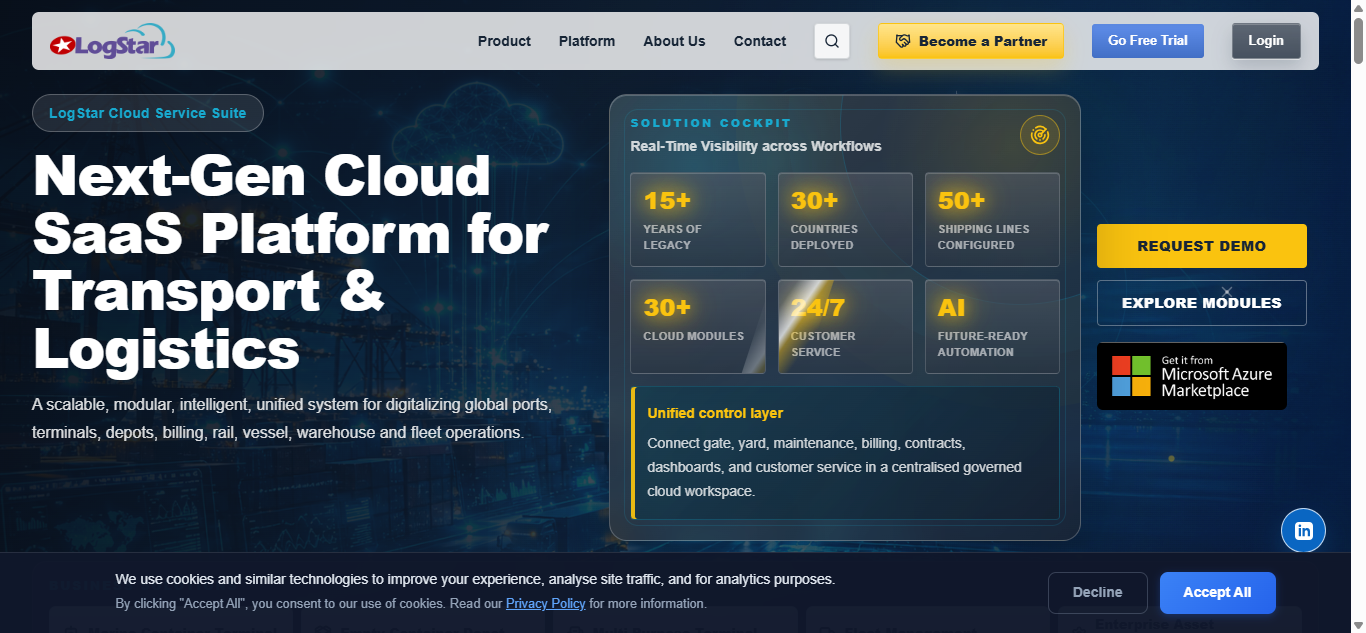 LogStar
Product
Platform
About Us
Contact
Become a Partner
Go Free Trial
Login
LogStar Cloud Service Suite
Next-Gen Cloud
SaaS Platform for
Transport &
Logistics
A scalable, modular, intelligent, unified system for digitalizing global ports,
terminals, depots, billing, rail, vessel, warehouse and fleet operations.
SOLUTION COCKPIT
Real-Time Visibility across Workflows
15+
YEARS OF
LEGACY
30+
COUNTRIES
DEPLOYED
50+
SHIPPING LINES
CONFIGURED
30+
CLOUD MODULES
24/7
CUSTOMER
SERVICE
AI
FUTURE-READY
AUTOMATION
Unified control layer
Connect gate, yard, maintenance, billing, contracts,
dashboards, and customer service in a centralised governed
cloud workspace.
REQUEST DEMO
EXPLORE MODULES
Get it from
Microsoft Azure
Marketplace
in
We use cookies and similar technologies to improve your experience, analyse site traffic, and for analytics purposes.
By clicking "Accept All", you consent to our use of cookies. Read our Privacy Policy for more information.
Decline
Accept All
Enterprise Asset